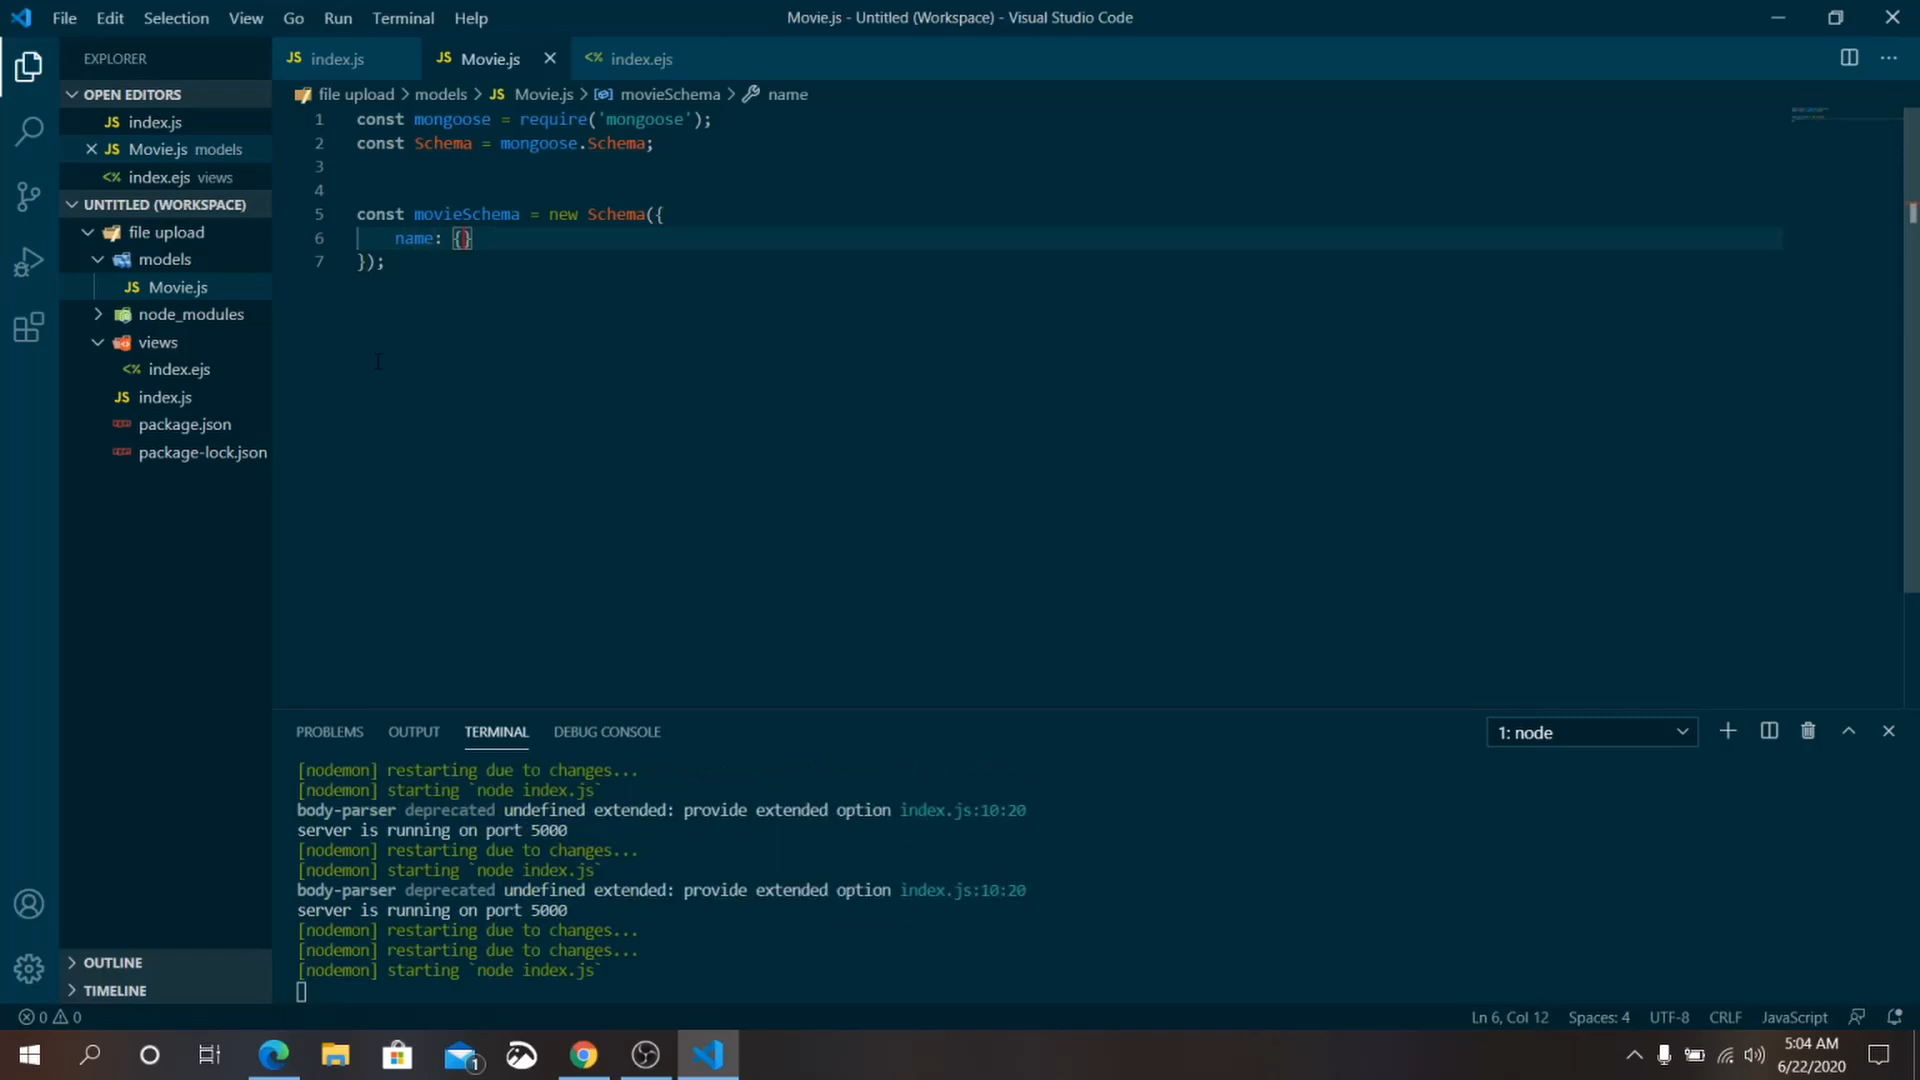 File Edit Selection View Go Run Terminal Help
Movie.js - Untitled (Workspace) - Visual Studio Code
EXPLORER
OPEN EDITORS
JS index.js
JS Movie.js models
<% index.ejs views
UNTITLED (WORKSPACE)
file upload
models
JS Movie.js
node_modules
views
<% index.ejs
JS index.js
package.json
package-lock.json
OUTLINE
TIMELINE
JS index.js
JS Movie.js
<% index.ejs
file upload > models > JS Movie.js > movieSchema > name
1 const mongoose = require('mongoose');
2 const Schema = mongoose.Schema;
3
4
5 const movieSchema = new Schema({
6 name: {}
7 });
PROBLEMS OUTPUT TERMINAL DEBUG CONSOLE
1: node
[nodemon] restarting due to changes...
[nodemon] starting `node index.js`
body-parser deprecated undefined extended: provide extended option index.js:10:20
server is running on port 5000
[nodemon] restarting due to changes...
[nodemon] starting `node index.js`
body-parser deprecated undefined extended: provide extended option index.js:10:20
server is running on port 5000
[nodemon] restarting due to changes...
[nodemon] restarting due to changes...
[nodemon] starting `node index.js`
0 0
Ln 6, Col 12 Spaces: 4 UTF-8 CRLF JavaScript
1
5:04 AM
6/22/2020